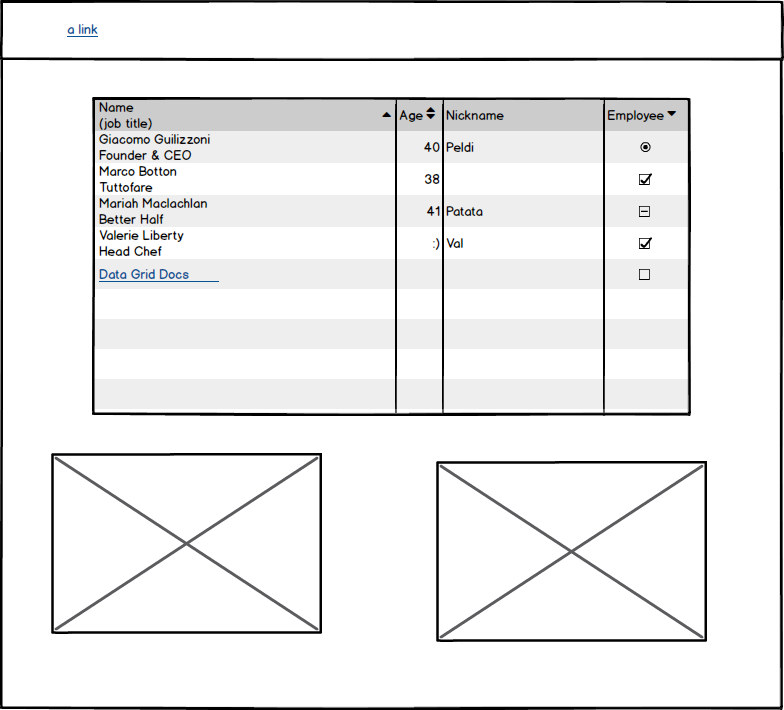 a link
Name
(job title)
Age
Nickname
Employee
Giacomo Guilizzoni
Founder & CEO
40
Peldi
Marco Botton
Tuttofare
38
Mariah Maclachlan
Better Half
41
Patata
Valerie Liberty
Head Chef
:)
Val
Data Grid Docs